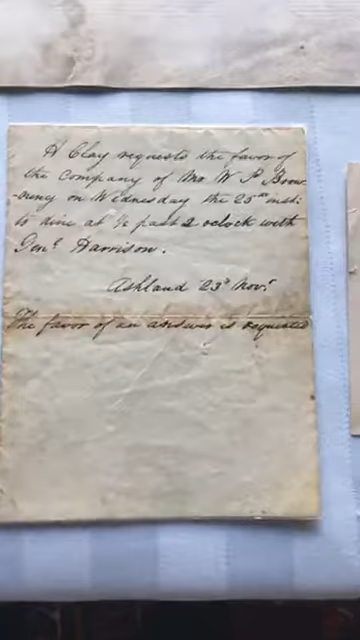 H Clay requests the favor of
the Company of Mr W P Brow-
-ning on Wednesday the 25th inst:
to dine at ½ past 2 oclock with
Genl Harrison.
Ashland 23d Novr
The favor of an answer is requested